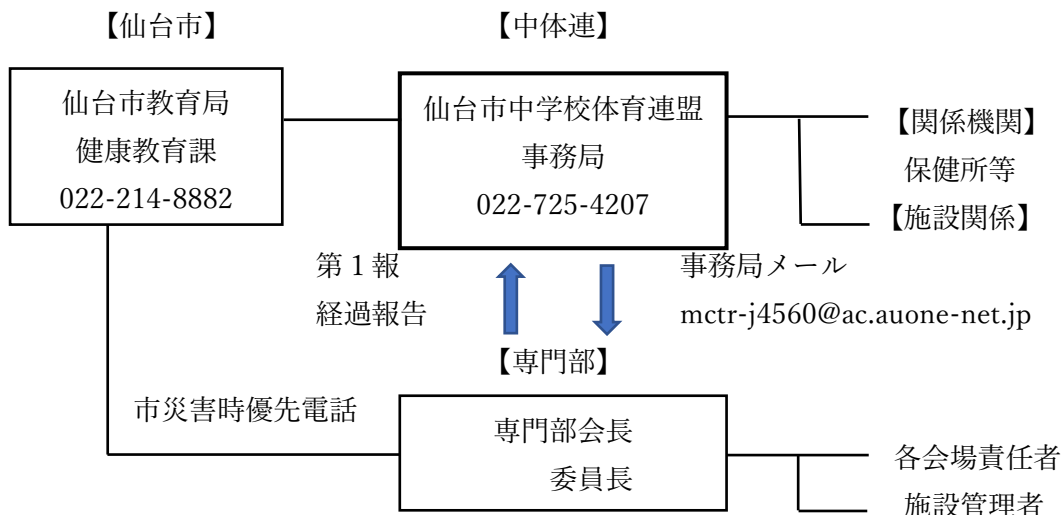 【仙台市】
【中体連】
仙台市教育局
健康教育課
022-214-8882
仙台市中学校体育連盟
事務局
022-725-4207
【関係機関】
保健所等
【施設関係】
第１報
経過報告
事務局メール
mctr-j4560@ac.auone-net.jp
【専門部】
市災害時優先電話
専門部会長
委員長
各会場責任者
施設管理者